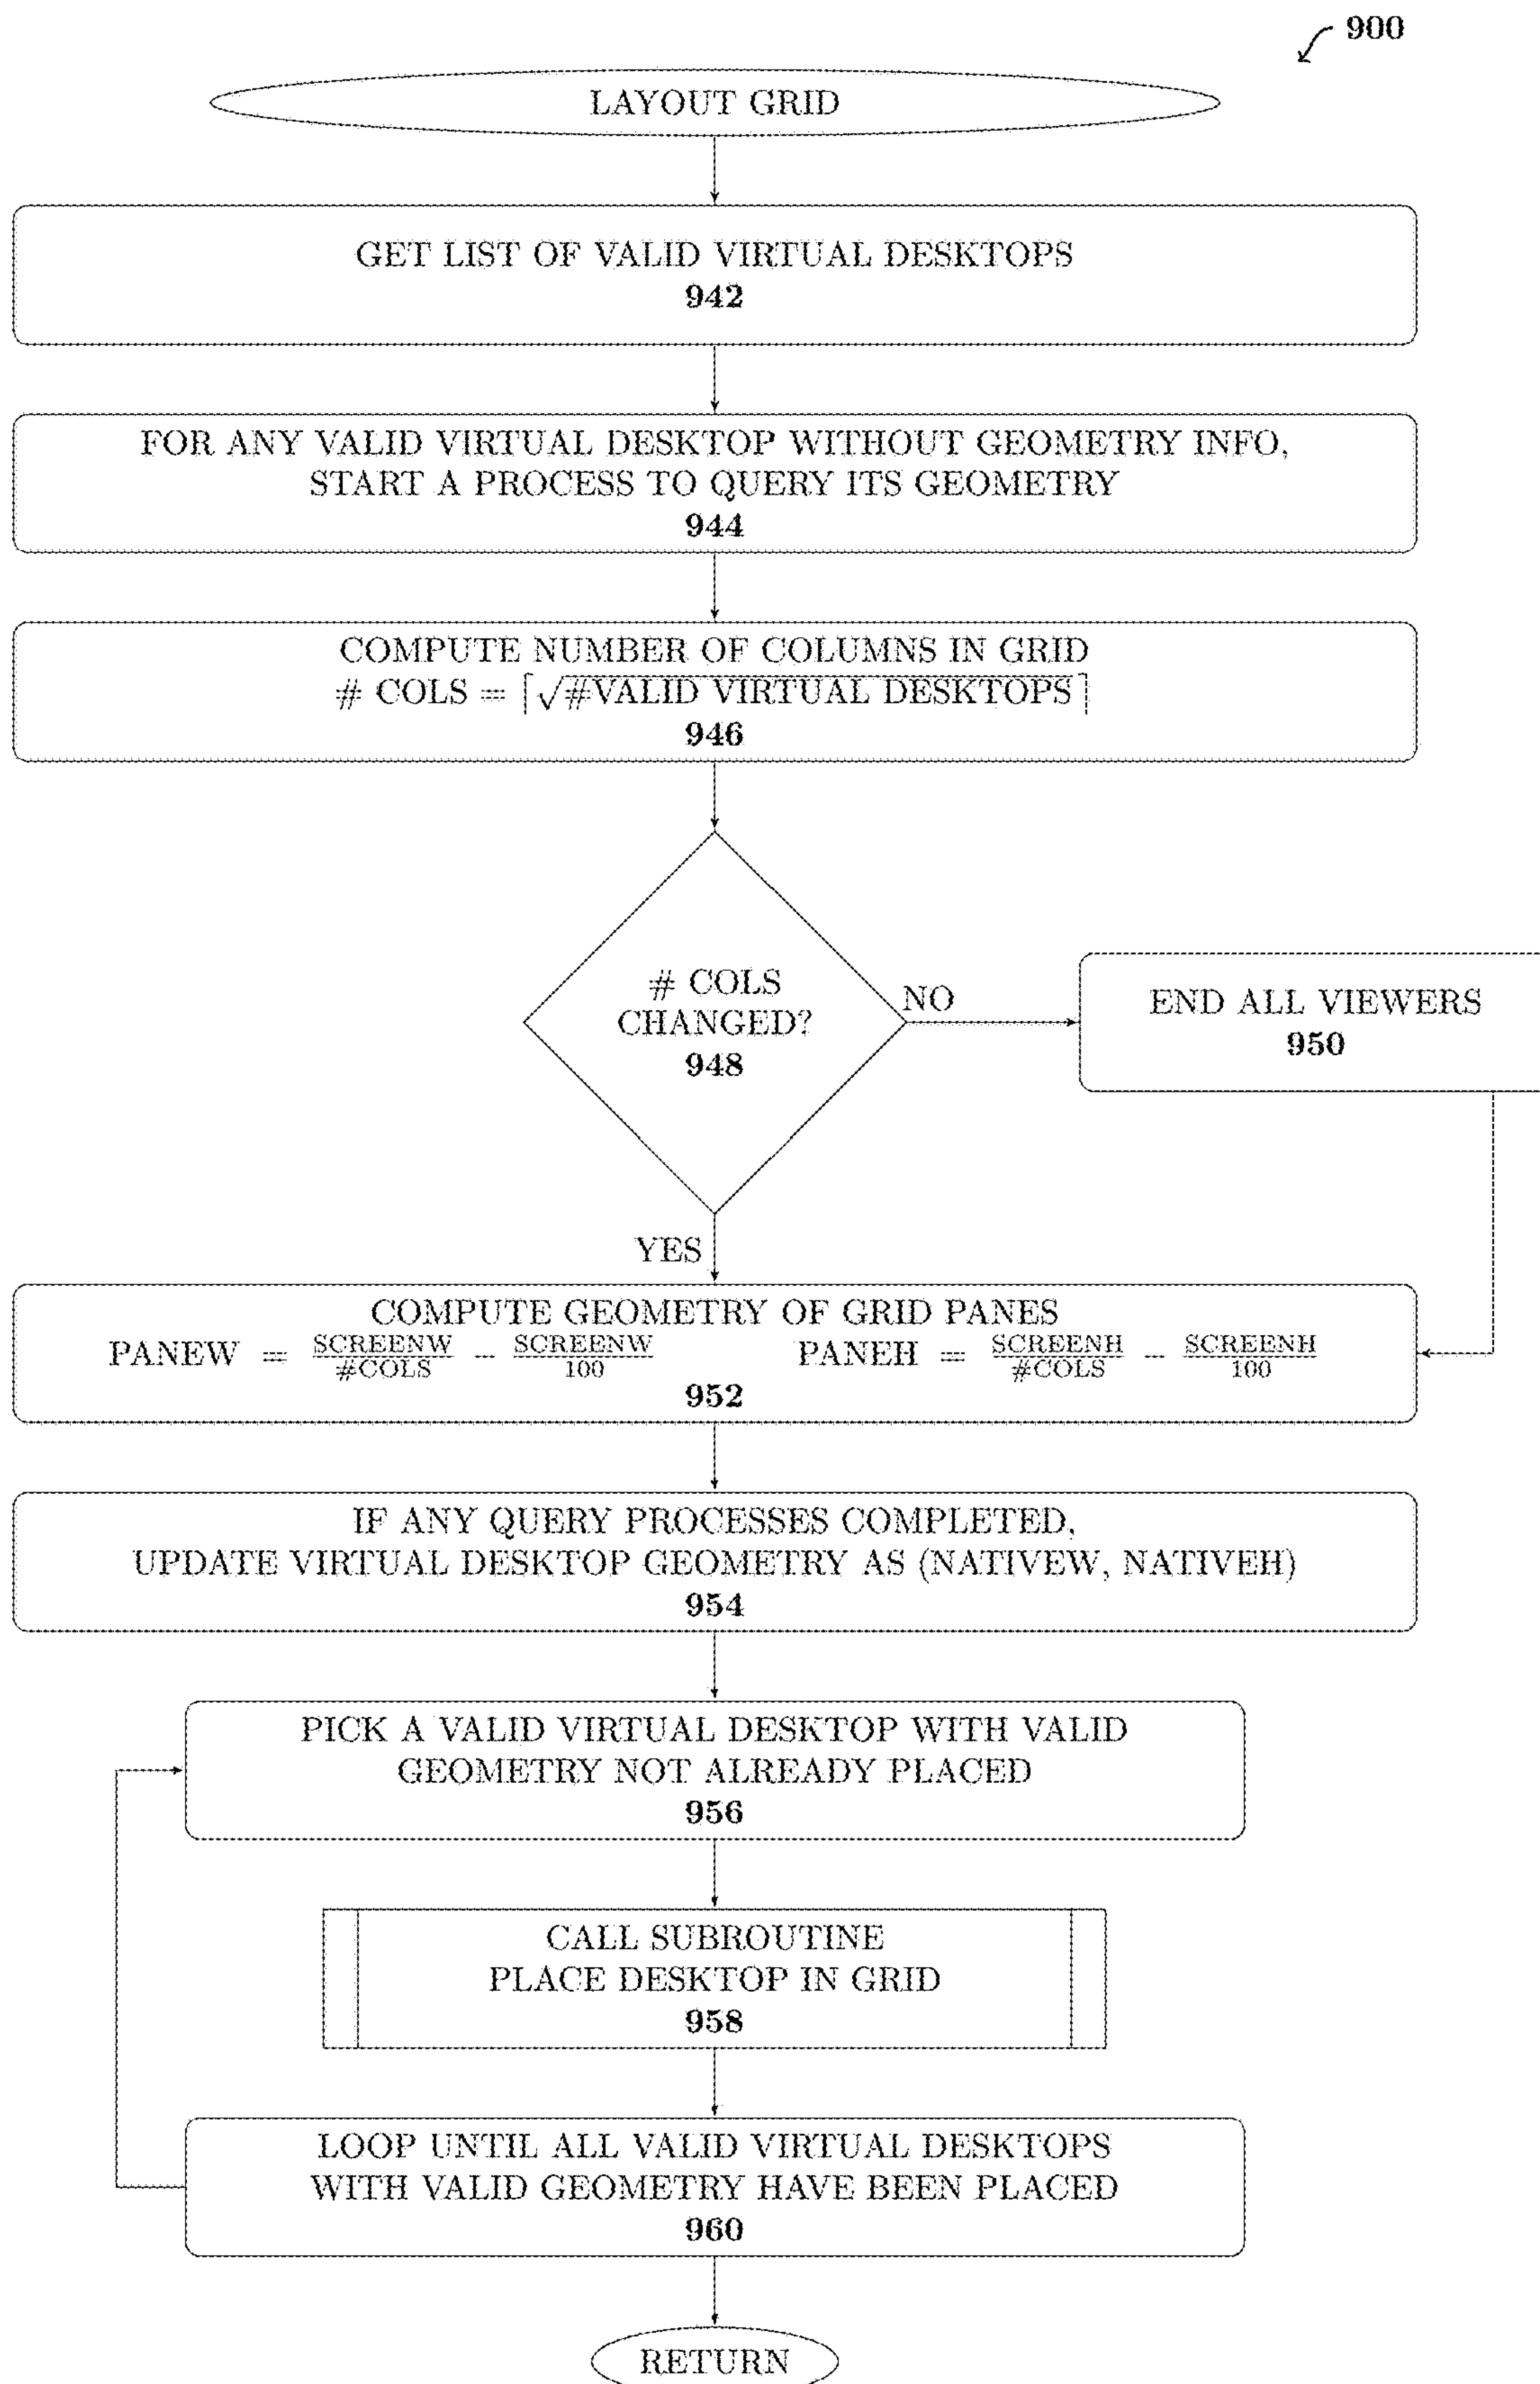 900
LAYOUT GRID
GET LIST OF VALID VIRTUAL DESKTOPS
942
FOR ANY VALID VIRTUAL DESKTOP WITHOUT GEOMETRY INFO,
START A PROCESS TO QUERY ITS GEOMETRY
944
COMPUTE NUMBER OF COLUMNS IN GRID
# COLS = ⌈√#VALID VIRTUAL DESKTOPS⌉
946
# COLS
CHANGED?
948
NO
END ALL VIEWERS
950
YES
COMPUTE GEOMETRY OF GRID PANES
PANEW = SCREENW/#COLS − SCREENW/100 PANEH = SCREENH/#COLS − SCREENH/100
952
IF ANY QUERY PROCESSES COMPLETED,
UPDATE VIRTUAL DESKTOP GEOMETRY AS (NATIVEW, NATIVEH)
954
PICK A VALID VIRTUAL DESKTOP WITH VALID
GEOMETRY NOT ALREADY PLACED
956
CALL SUBROUTINE
PLACE DESKTOP IN GRID
958
LOOP UNTIL ALL VALID VIRTUAL DESKTOPS
WITH VALID GEOMETRY HAVE BEEN PLACED
960
RETURN